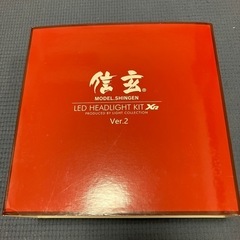 信玄®
MODEL.SHINGEN
LED HEADLIGHT KIT XR
PRODUCED BY LIGHT COLLECTION
Ver.2